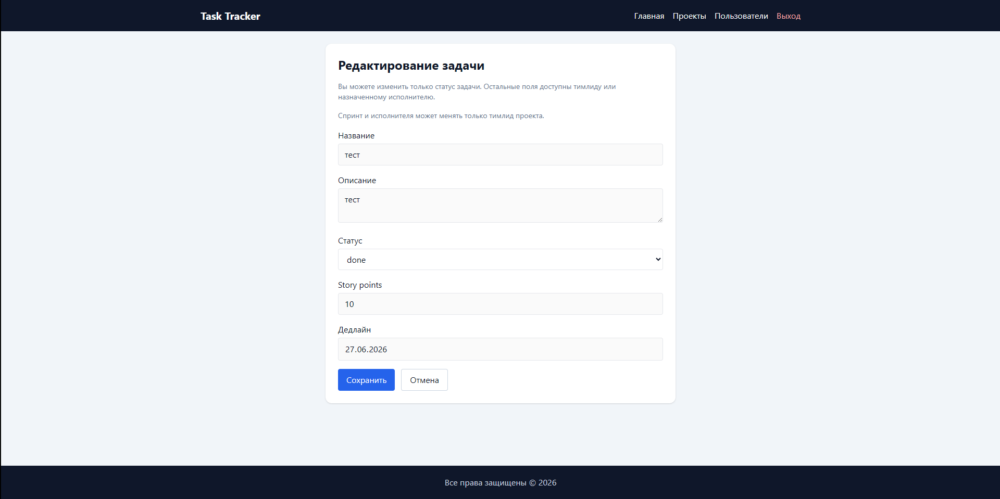 Task Tracker
Главная Проекты Пользователи Выход
Редактирование задачи
Вы можете изменить только статус задачи. Остальные поля доступны тимлиду или
назначенному исполнителю.
Спринт и исполнителя может менять только тимлид проекта.
Название
тест
Описание
тест
Статус
done
Story points
10
Дедлайн
27.06.2026
Сохранить Отмена
Все права защищены © 2026